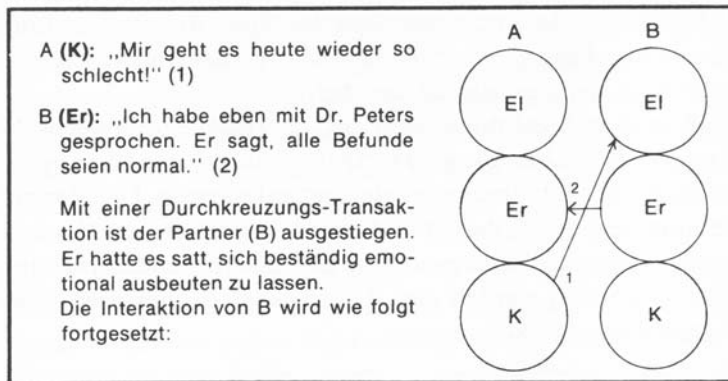 A (K): „Mir geht es heute wieder so
schlecht!" (1)
B (Er): „Ich habe eben mit Dr. Peters
gesprochen. Er sagt, alle Befunde
seien normal." (2)
Mit einer Durchkreuzungs-Transak-
tion ist der Partner (B) ausgestiegen.
Er hatte es satt, sich beständig emo-
tional ausbeuten zu lassen.
Die Interaktion von B wird wie folgt
fortgesetzt:
A B
El El
2
Er Er
1
K K